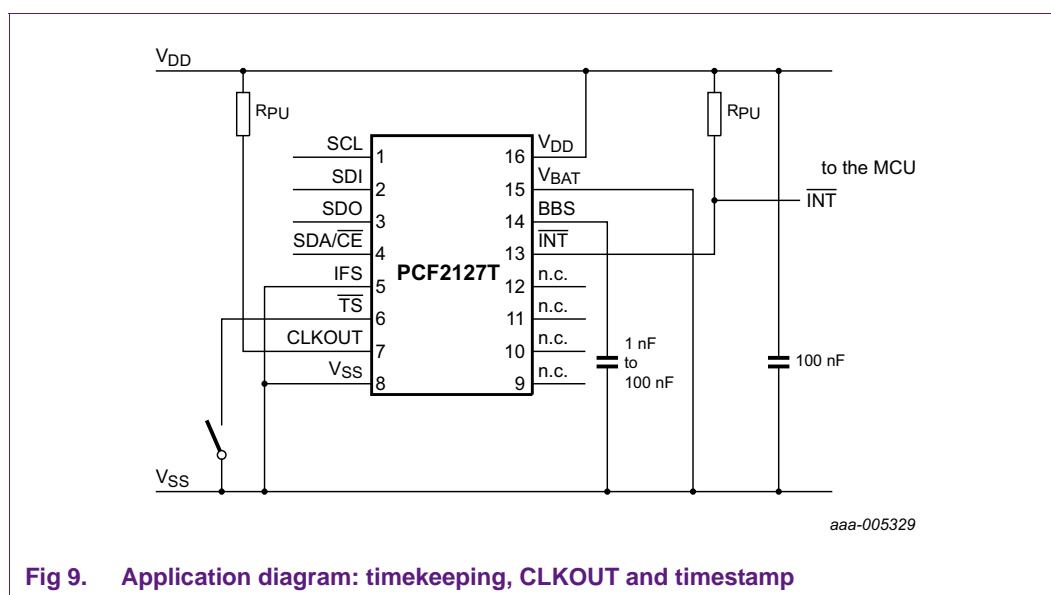 VDD
RPU
RPU
SCL 1
SDI 2
SDO 3
SDA/CE 4
IFS 5
TS 6
CLKOUT 7
VSS 8
PCF2127T
16 VDD
15 VBAT
14 BBS
13 INT
12 n.c.
11 n.c.
10 n.c.
9 n.c.
to the MCU
INT
1 nF
to
100 nF
100 nF
VSS
aaa-005329
Fig 9. Application diagram: timekeeping, CLKOUT and timestamp